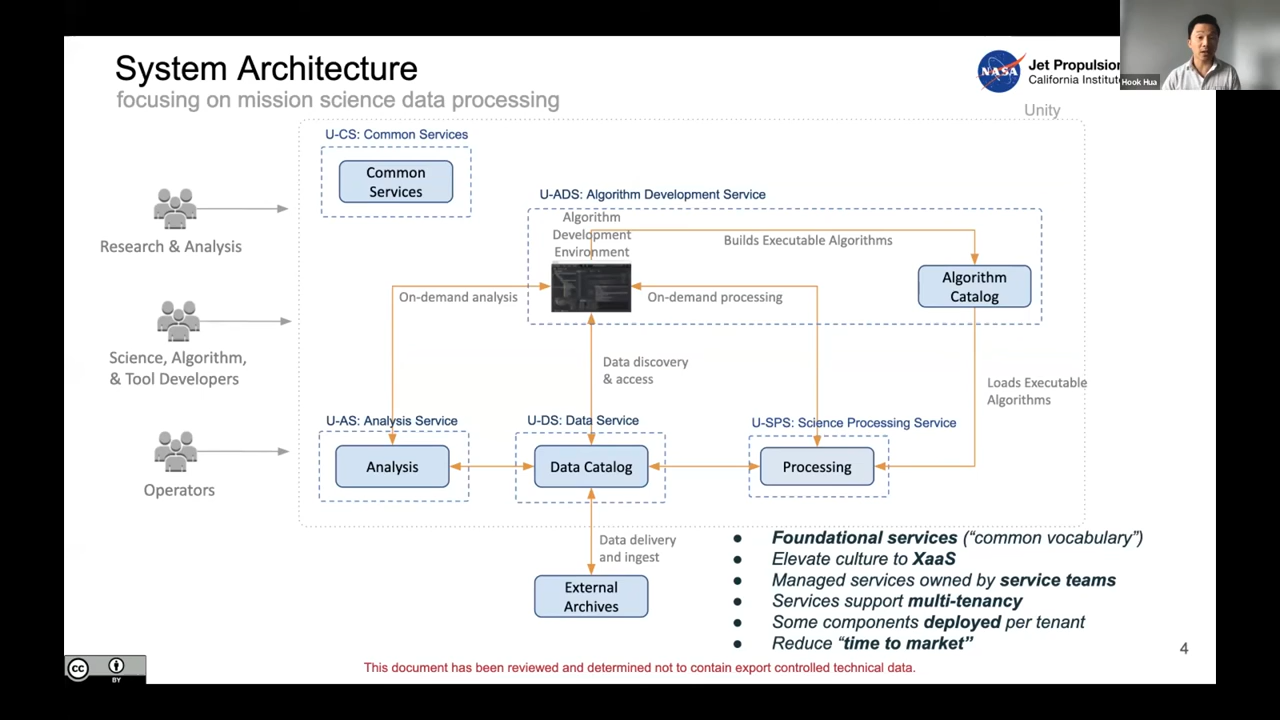 System Architecture
focusing on mission science data processing
NASA
Jet Propulsion
California Institute
Hook Hua
Unity
U-CS: Common Services
Common
Services
U-ADS: Algorithm Development Service
Algorithm
Development
Environment
Builds Executable Algorithms
Algorithm
Catalog
Research & Analysis
On-demand analysis
On-demand processing
Science, Algorithm,
& Tool Developers
Data discovery
& access
Loads Executable
Algorithms
U-AS: Analysis Service
U-DS: Data Service
U-SPS: Science Processing Service
Analysis
Data Catalog
Processing
Operators
Data delivery
and ingest
External
Archives
● Foundational services (“common vocabulary”)
● Elevate culture to XaaS
● Managed services owned by service teams
● Services support multi-tenancy
● Some components deployed per tenant
● Reduce “time to market”
4
cc
BY
This document has been reviewed and determined not to contain export controlled technical data.